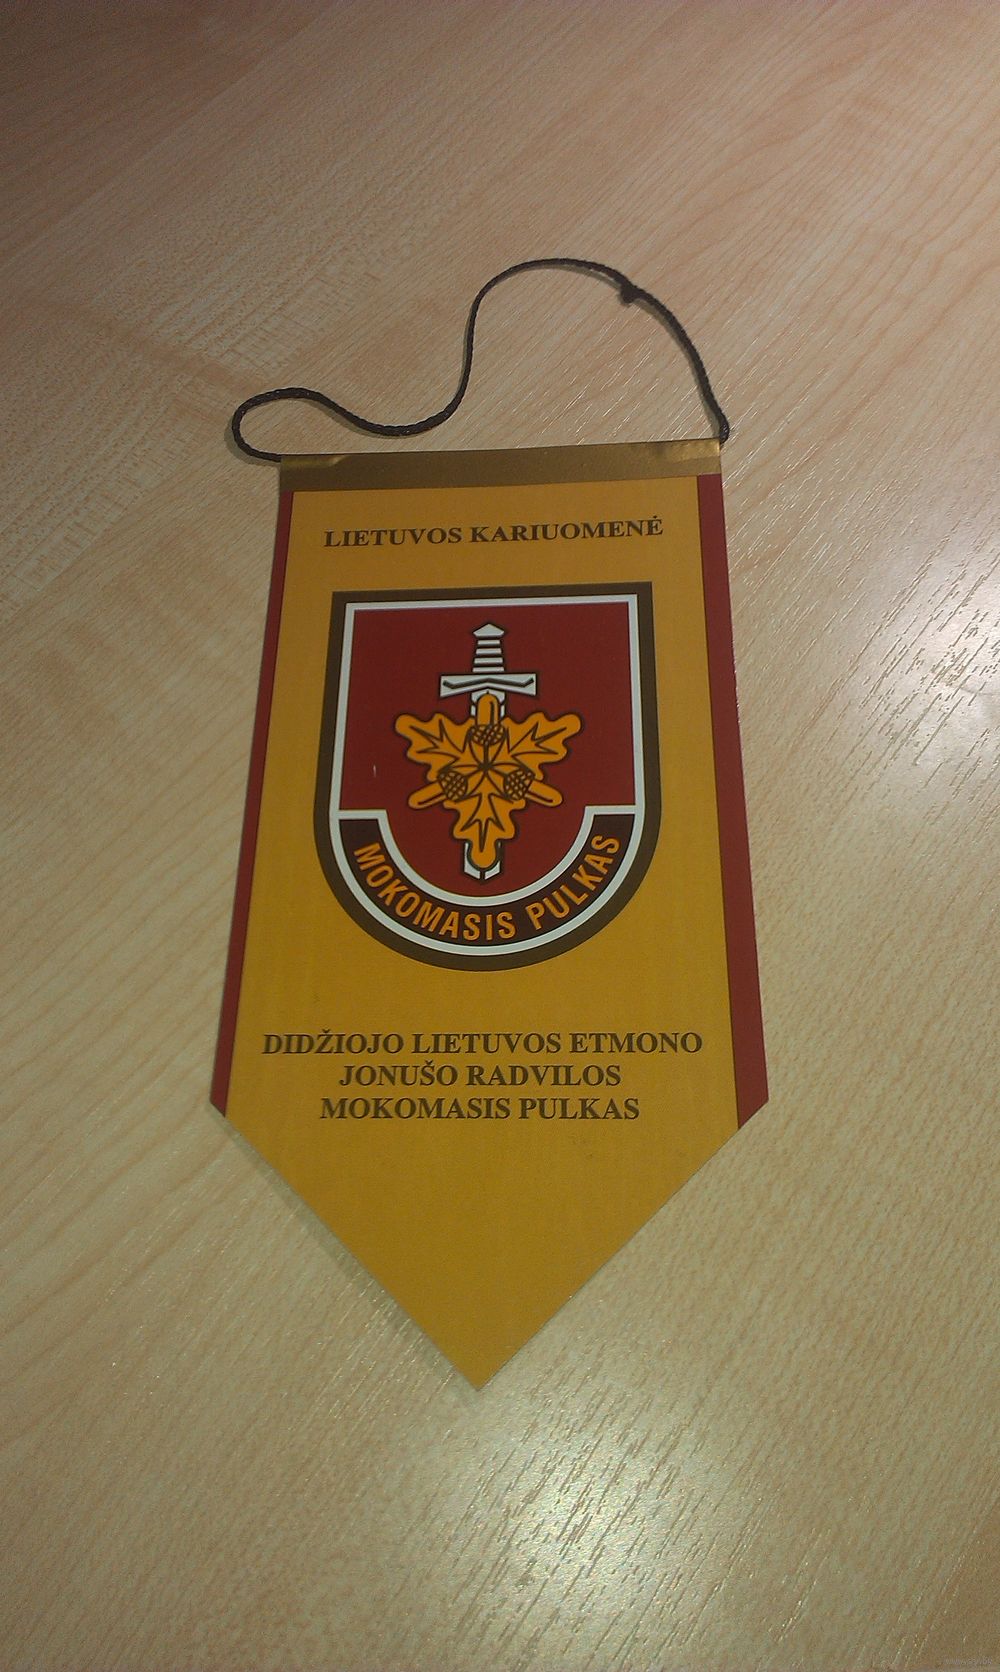 LIETUVOS KARIUOMENĖ
MOKOMASIS PULKAS
DIDŽIOJO LIETUVOS ETMONO
JONUŠO RADVILOS
MOKOMASIS PULKAS